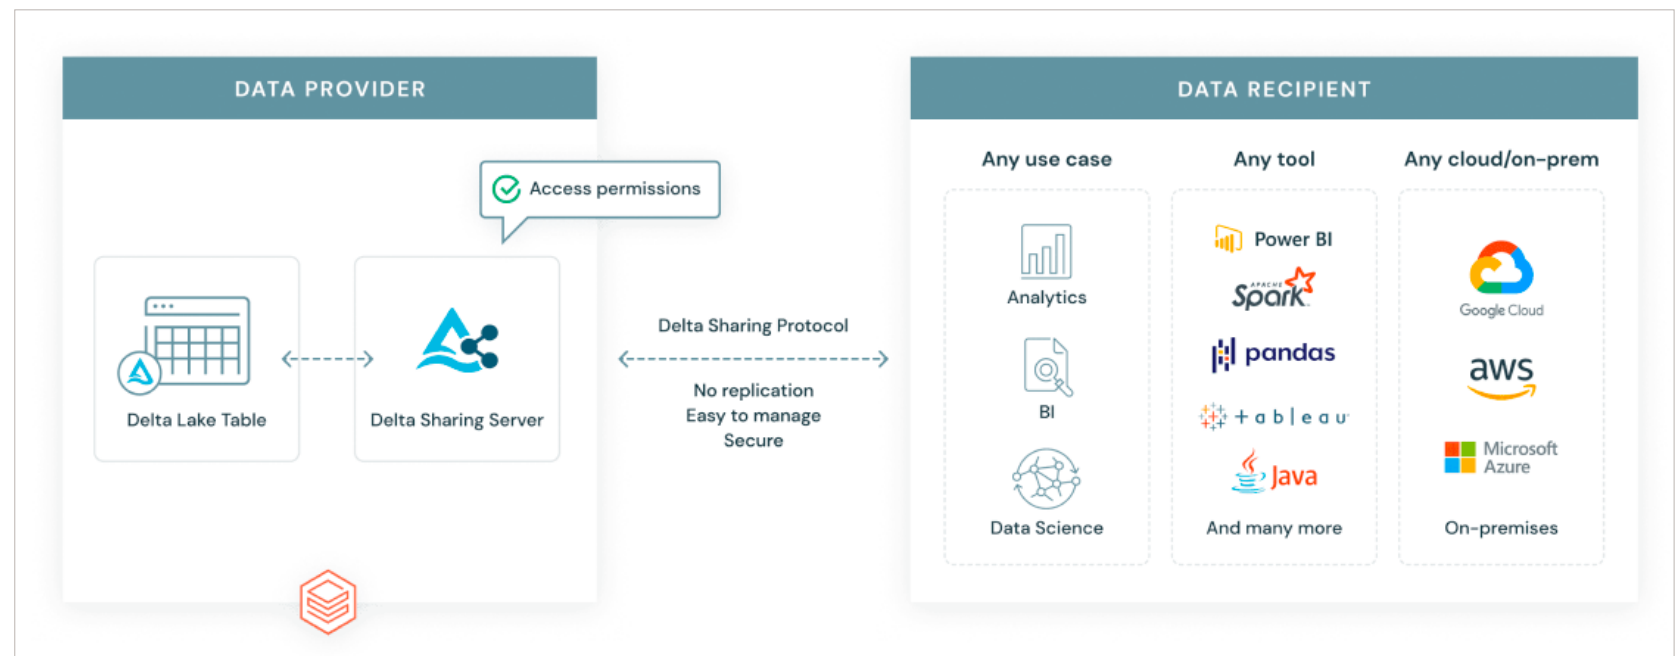 DATA PROVIDER
Access permissions
Delta Lake Table
Delta Sharing Server
Delta Sharing Protocol
No replication
Easy to manage
Secure
DATA RECIPIENT
Any use case
Analytics
BI
Data Science
Any tool
Power BI
APACHE
Spark
pandas
tableau
Java
And many more
Any cloud/on-prem
Google Cloud
aws
Microsoft
Azure
On-premises